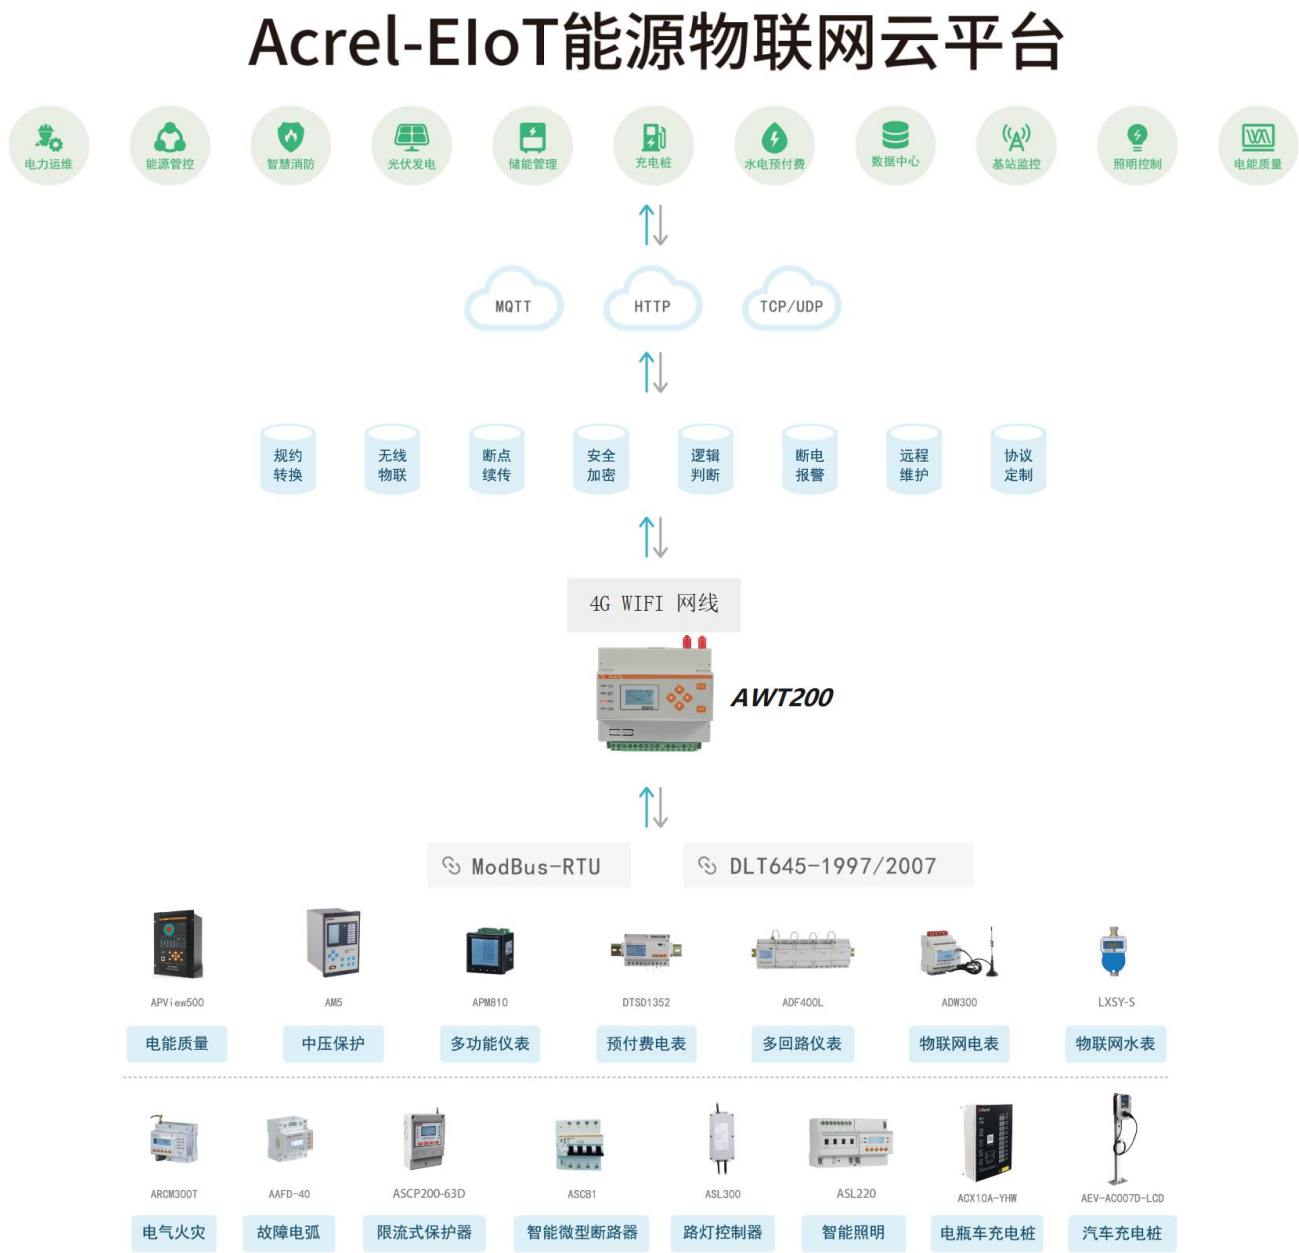 Acrel-EIoT能源物联网云平台
电力运维
能源管控
智慧消防
光伏发电
储能管理
充电桩
水电预付费
数据中心
基站监控
照明控制
电能质量
MQTT
HTTP
TCP/UDP
规约
转换
无线
物联
断点
续传
安全
加密
逻辑
判断
断电
报警
远程
维护
协议
定制
4G WIFI 网线
AWT200
ModBus-RTU
DLT645-1997/2007
APView500
AM5
APM810
DTSD1352
ADF400L
ADW300
LXSY-S
电能质量
中压保护
多功能仪表
预付费电表
多回路仪表
物联网电表
物联网水表
ARCM300T
AAFD-40
ASCP200-63D
ASCB1
ASL300
ASL220
ACX10A-YHW
AEV-AC007D-LCD
电气火灾
故障电弧
限流式保护器
智能微型断路器
路灯控制器
智能照明
电瓶车充电桩
汽车充电桩